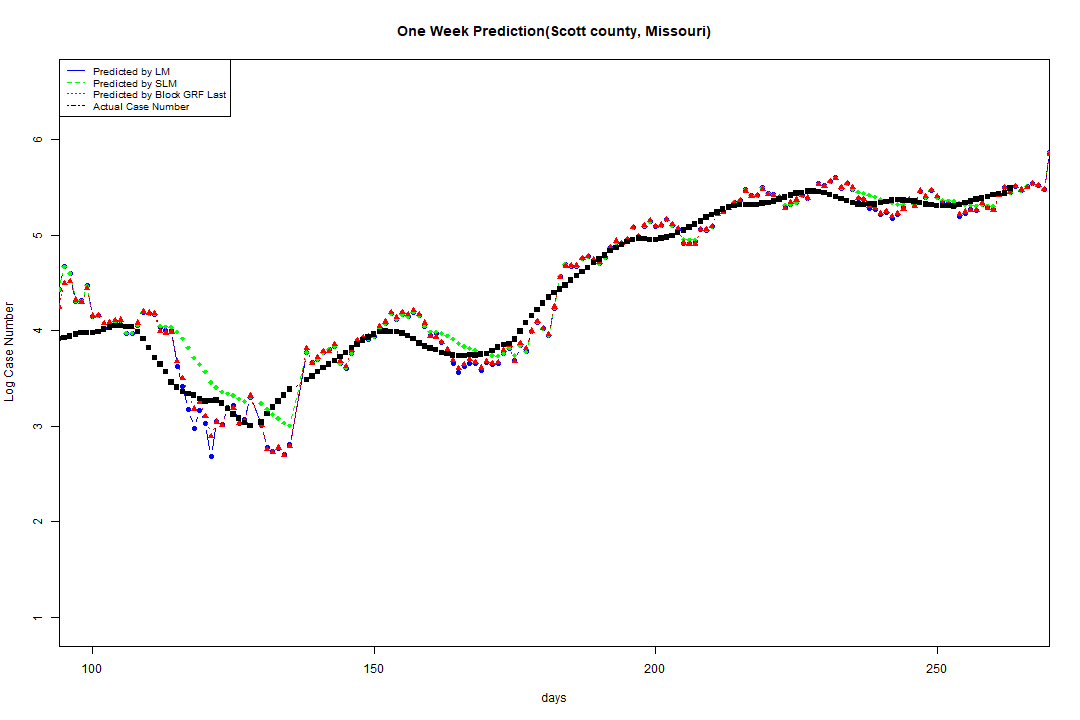 One Week Prediction(Scott county, Missouri)
Predicted by LM
Predicted by SLM
Predicted by Block GRF Last
Actual Case Number
6
5
4
3
2
1
Log Case Number
100 150 200 250
days